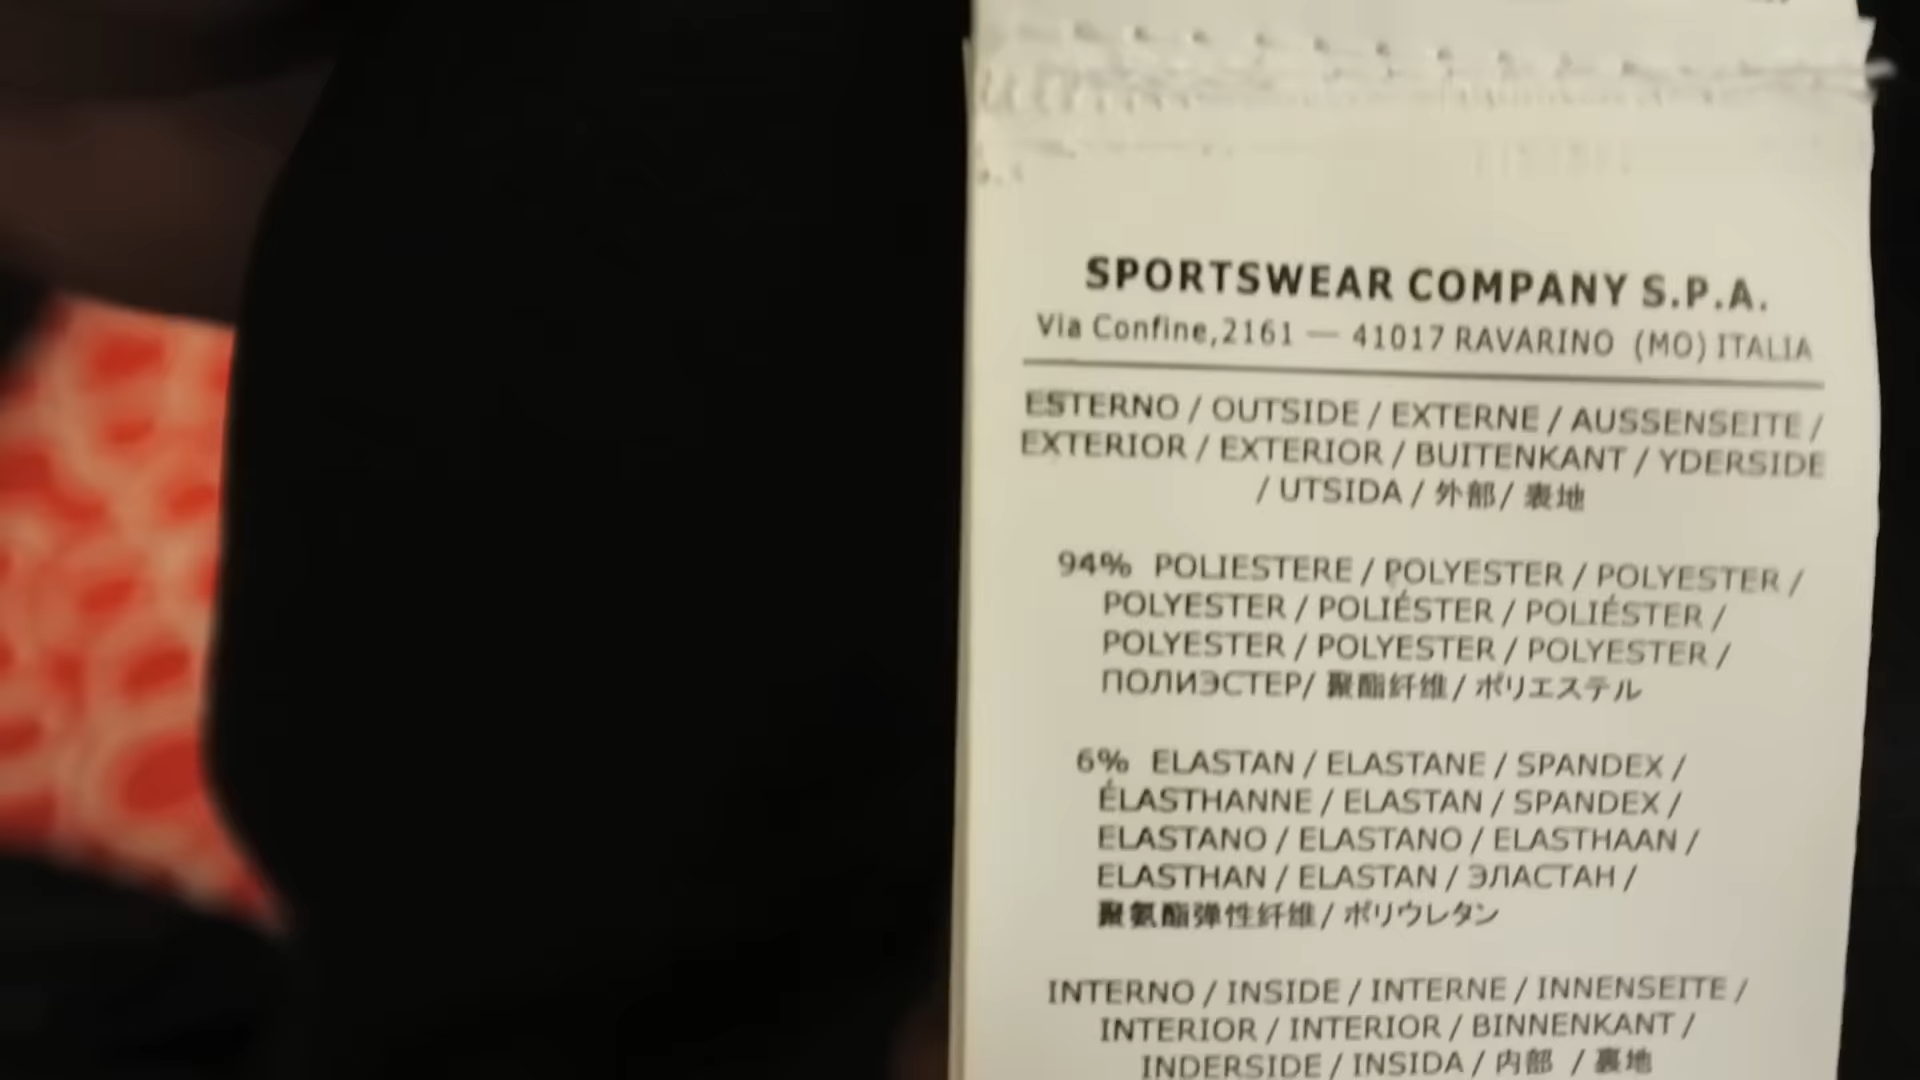 SPORTSWEAR COMPANY S.P.A.
Via Confine,2161 — 41017 RAVARINO (MO) ITALIA
ESTERNO / OUTSIDE / EXTERNE / AUSSENSEITE /
EXTERIOR / EXTERIOR / BUITENKANT / YDERSIDE
/ UTSIDA / 外部/ 表地
94% POLIESTERE / POLYESTER / POLYESTER /
POLYESTER / POLIÉSTER / POLIÉSTER /
POLYESTER / POLYESTER / POLYESTER /
ПОЛИЭСТЕР/ 聚酯纤维/ ポリエステル
6% ELASTAN / ELASTANE / SPANDEX /
ÉLASTHANNE / ELASTAN / SPANDEX /
ELASTANO / ELASTANO / ELASTHAAN /
ELASTHAN / ELASTAN / ЭЛАСТАН /
聚氨酯弹性纤维/ ポリウレタン
INTERNO / INSIDE / INTERNE / INNENSEITE /
INTERIOR / INTERIOR / BINNENKANT /
INDERSIDE / INSIDA / 内部 / 裏地